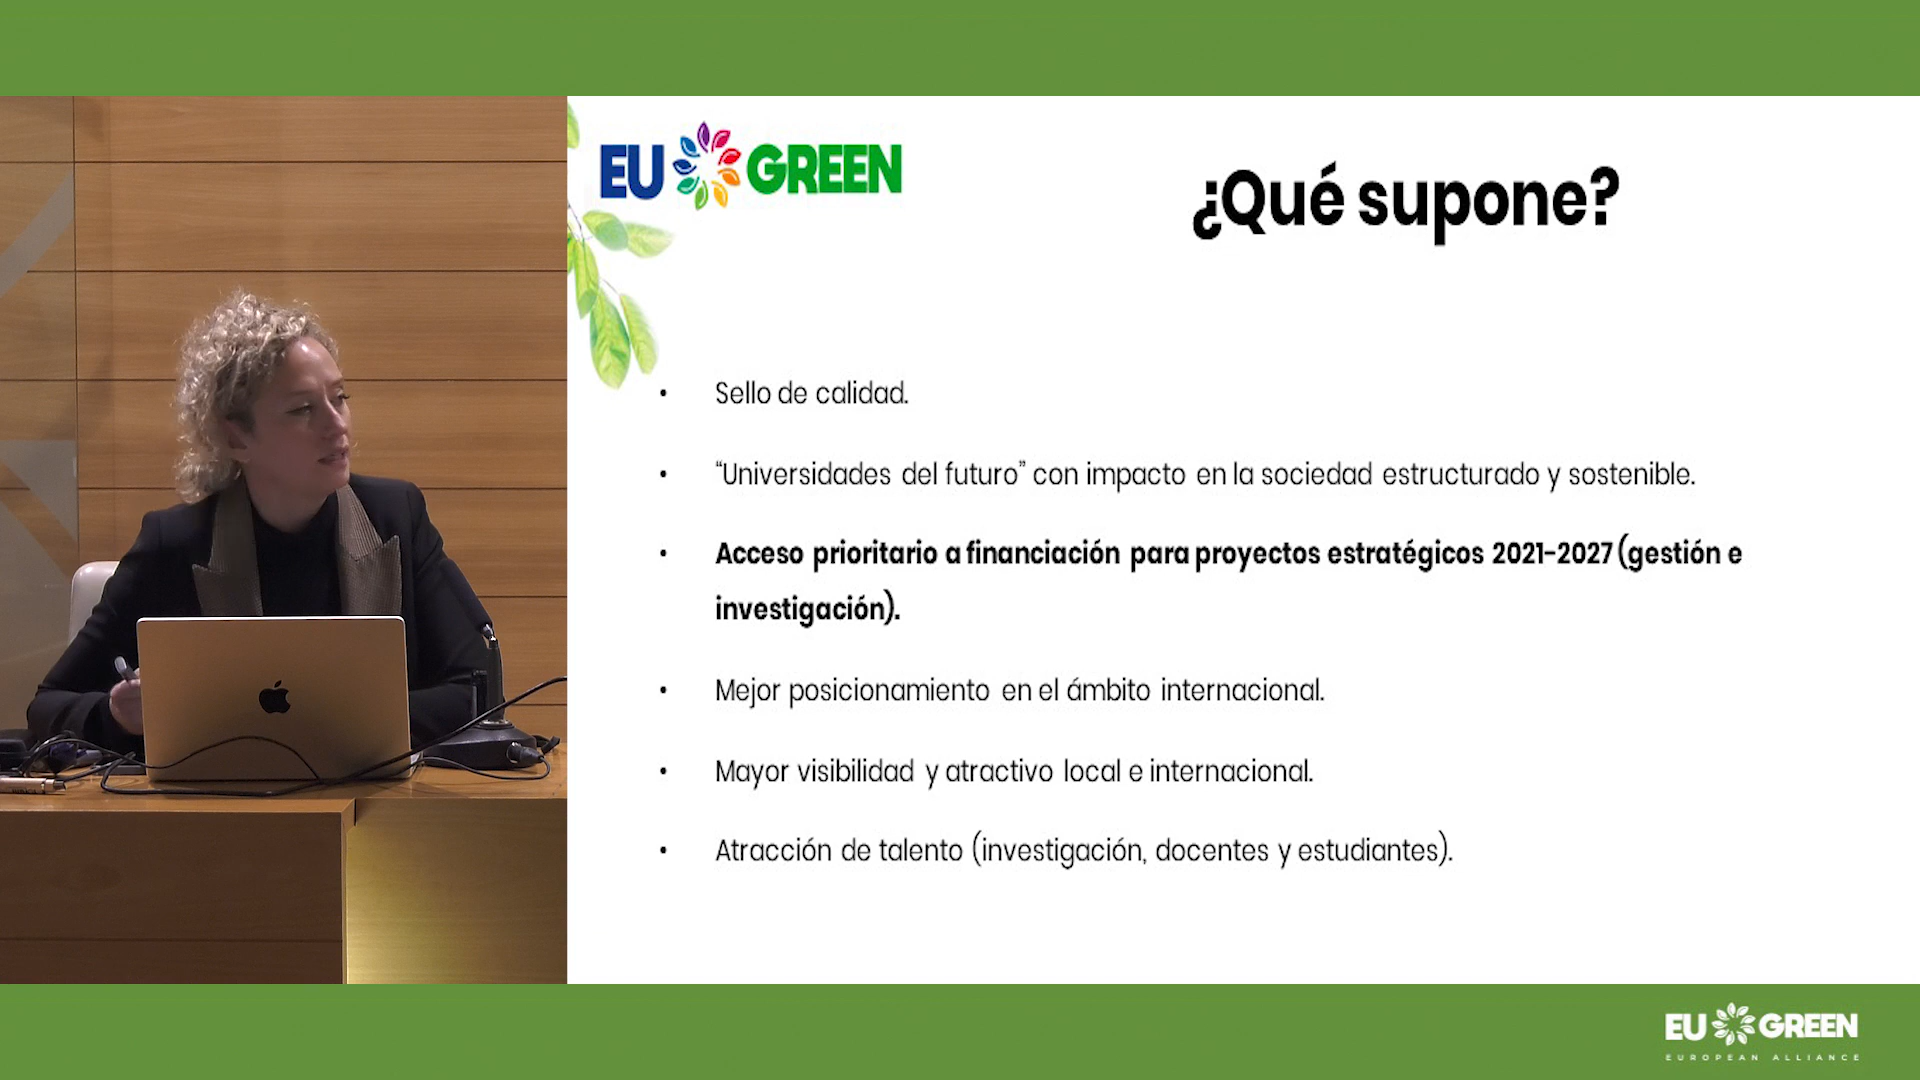 EU GREEN
¿Qué supone?
• Sello de calidad.
• “Universidades del futuro” con impacto en la sociedad estructurado y sostenible.
• Acceso prioritario a financiación para proyectos estratégicos 2021-2027 (gestión e
investigación).
• Mejor posicionamiento en el ámbito internacional.
• Mayor visibilidad y atractivo local e internacional.
• Atracción de talento (investigación, docentes y estudiantes).
EU GREEN
EUROPEAN ALLIANCE